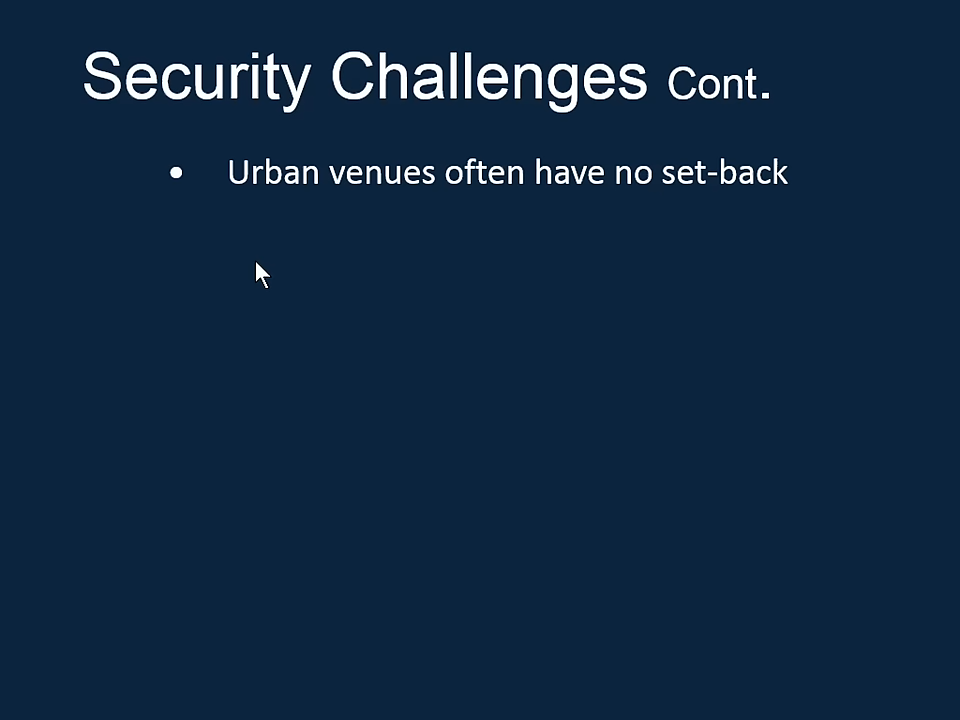 Security Challenges Cont.
• Urban venues often have no set-back